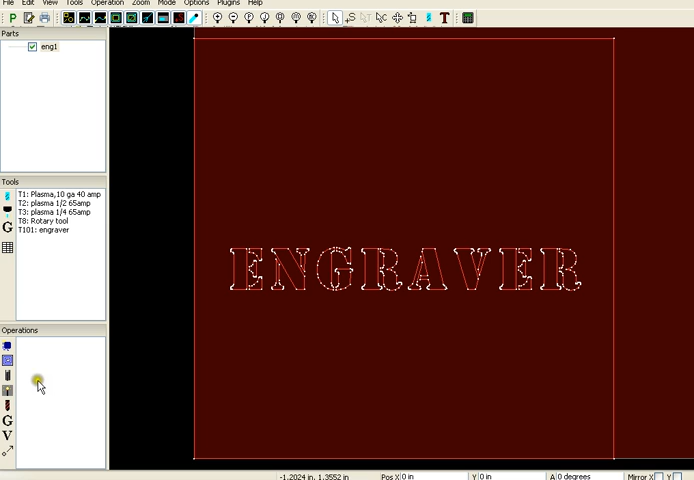 File Edit View Tools Operation Zoom Mode Options Plugins Help
P T
Parts
eng1
Tools
T1: Plasma,10 ga 40 amp
T2: plasma 1/2 65amp
T3: plasma 1/4 65amp
T8: Rotary tool
T101: engraver
G
ENGRAVER
Operations
G
V
-1.2024 in, 1.3552 in Pos X 0 in Y 0 in A 0 degrees Mirror X Y